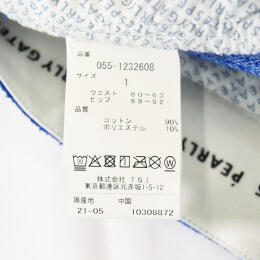 品番
055-1232608
サイズ
1
ウエスト 60~63
ヒップ 88~92
品質
コットン 90%
ポリエステル 10%
株式会社 TSI
東京都港区元赤坂1-5-12
原産地 中国
21-05 10308872
PEARLY GATES
S PEARLY